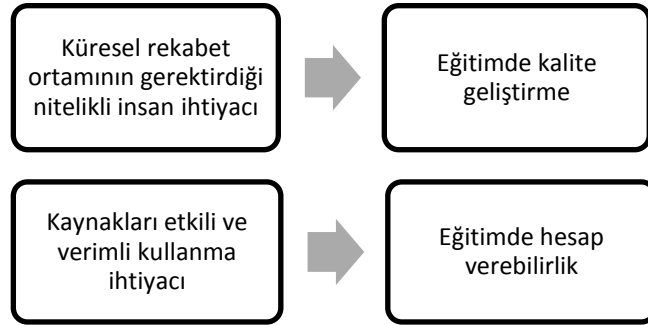 Küresel rekabet
ortamının gerektirdiği
nitelikli insan ihtiyacı
Eğitimde kalite
geliştirme
Kaynakları etkili ve
verimli kullanma
ihtiyacı
Eğitimde hesap
verebilirlik